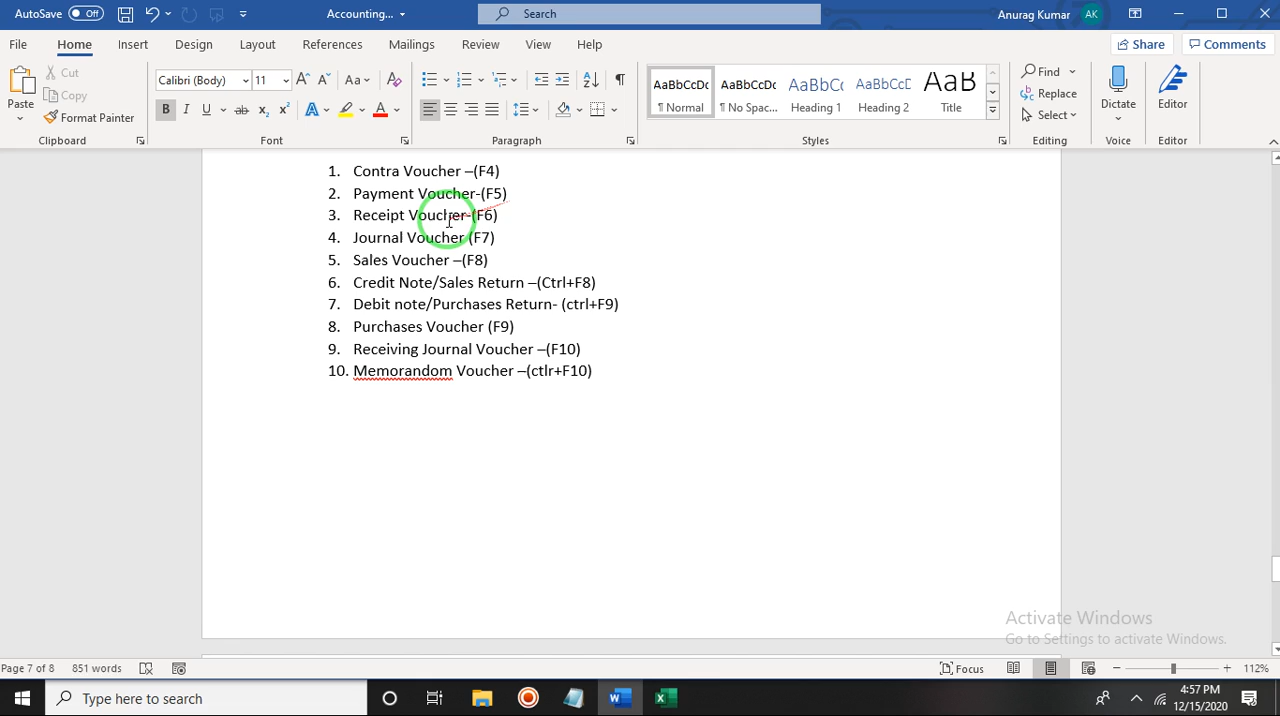 AutoSave Off
Accounting...
Search
Anurag Kumar AK
File Home Insert Design Layout References Mailings Review View Help Share Comments
Paste Cut Copy Format Painter
Calibri (Body) 11
AaBbCcDc AaBbCcDc AaBbCc AaBbCcD AaB
¶ Normal ¶ No Spac... Heading 1 Heading 2 Title
Find Replace Select
Dictate Editor
Clipboard Font Paragraph Styles Editing Voice Editor
1. Contra Voucher –(F4)
2. Payment Voucher-(F5)
3. Receipt Voucher-(F6)
4. Journal Voucher (F7)
5. Sales Voucher –(F8)
6. Credit Note/Sales Return –(Ctrl+F8)
7. Debit note/Purchases Return- (ctrl+F9)
8. Purchases Voucher (F9)
9. Receiving Journal Voucher –(F10)
10. Memorandom Voucher –(ctlr+F10)
Activate Windows
Go to Settings to activate Windows.
Page 7 of 8 851 words Focus 112%
Type here to search
4:57 PM
12/15/2020